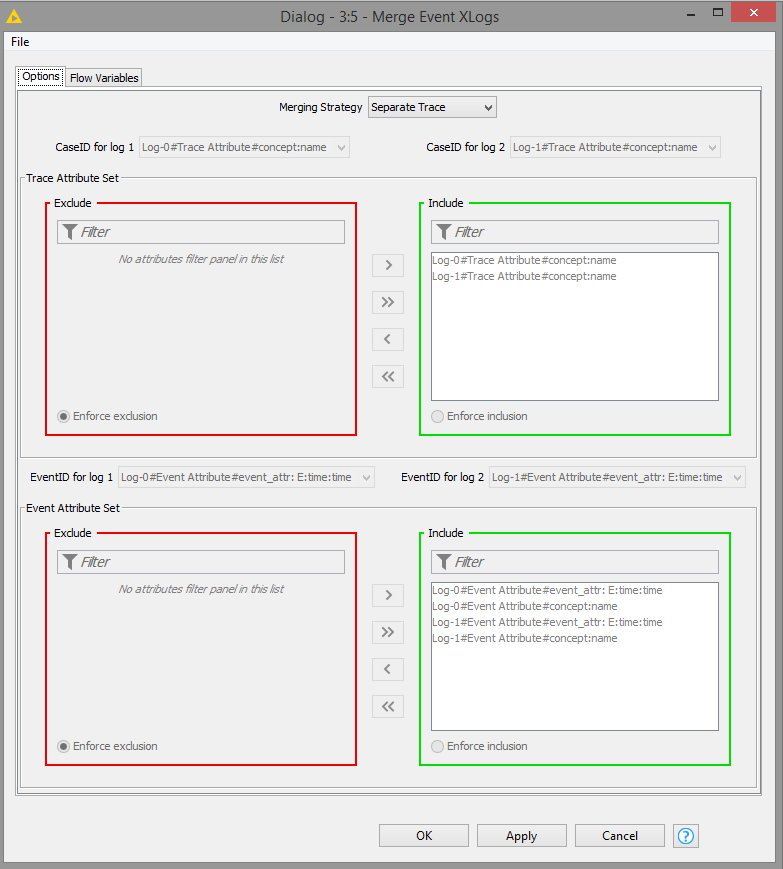 Dialog - 3:5 - Merge Event XLogs
File
Options Flow Variables
Merging Strategy Separate Trace
CaseID for log 1 Log-0#Trace Attribute#concept:name CaseID for log 2 Log-1#Trace Attribute#concept:name
Trace Attribute Set
Exclude Include
Filter Filter
No attributes filter panel in this list Log-0#Trace Attribute#concept:name
Log-1#Trace Attribute#concept:name
>
>>
<
<<
Enforce exclusion Enforce inclusion
EventID for log 1 Log-0#Event Attribute#event_attr: E:time:time EventID for log 2 Log-1#Event Attribute#event_attr: E:time:time
Event Attribute Set
Exclude Include
Filter Filter
No attributes filter panel in this list Log-0#Event Attribute#event_attr: E:time:time
Log-0#Event Attribute#concept:name
Log-1#Event Attribute#event_attr: E:time:time
Log-1#Event Attribute#concept:name
>
>>
<
<<
Enforce exclusion Enforce inclusion
OK Apply Cancel ?